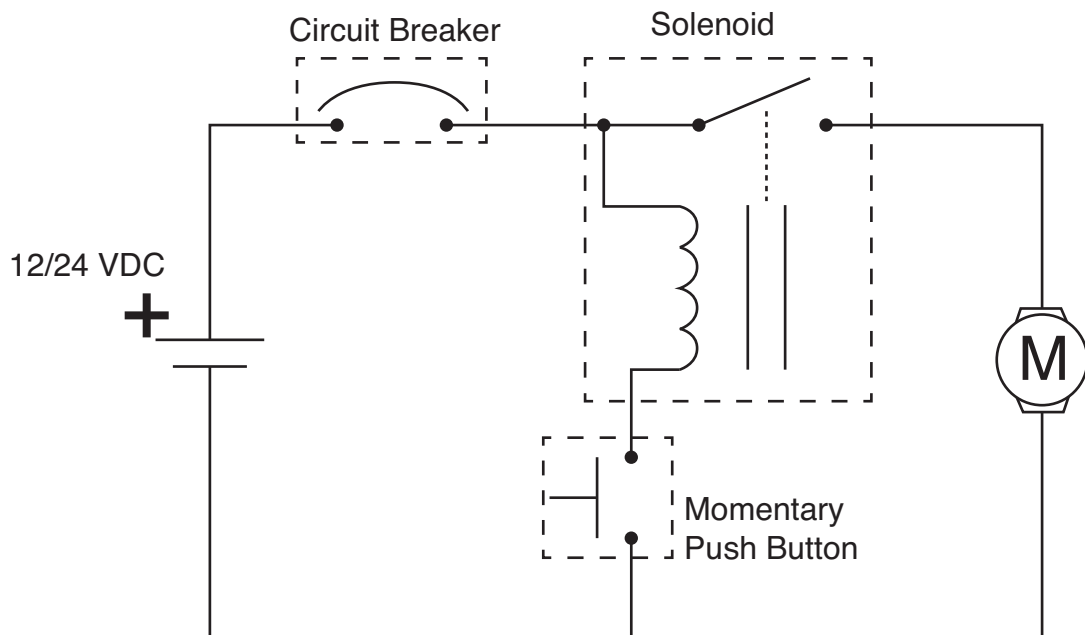 Circuit Breaker
Solenoid
12/24 VDC
+
M
Momentary
Push Button